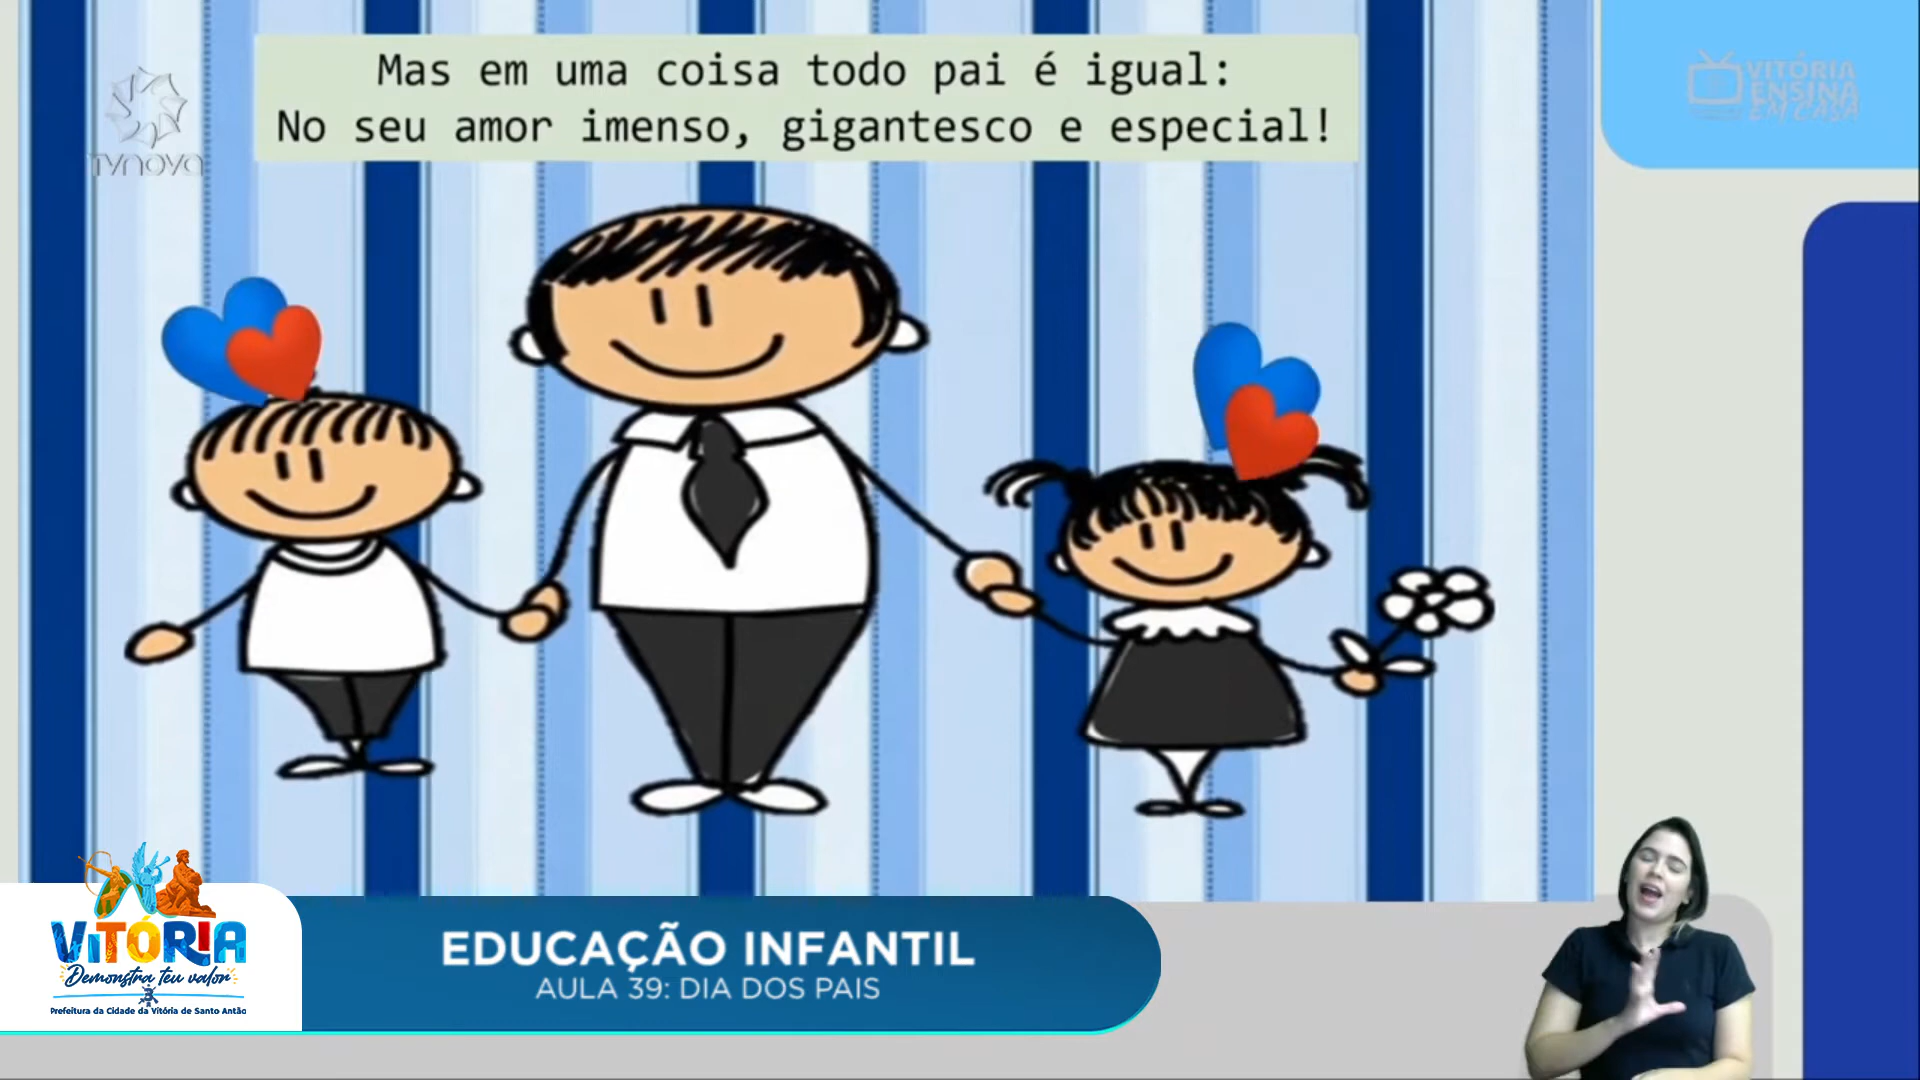 Mas em uma coisa todo pai é igual:
No seu amor imenso, gigantesco e especial!
TVNOVA
VITÓRIA
ENSINA
EM CASA
VITÓRIA
Demonstra teu valor
Prefeitura da Cidade da Vitória de Santo Antão
EDUCAÇÃO INFANTIL
AULA 39: DIA DOS PAIS